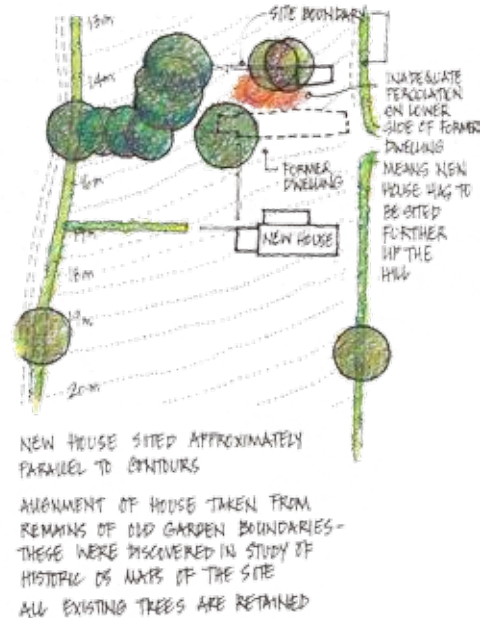 SITE BOUNDARY
13m
14m
INADEQUATE
PERCOLATION
ON LOWER
SIDE OF FORMER
DWELLING
MEANS NEW
HOUSE HAS TO
BE SITED
FURTHER
UP THE
HILL
FORMER
DWELLING
16m
17m
NEW HOUSE
18m
19m
20m
NEW HOUSE SITED APPROXIMATELY
PARALLEL TO CONTOURS
ALIGNMENT OF HOUSE TAKEN FROM
REMAINS OF OLD GARDEN BOUNDARIES-
THESE WERE DISCOVERED IN STUDY OF
HISTORIC OS MAPS OF THE SITE
ALL EXISTING TREES ARE RETAINED